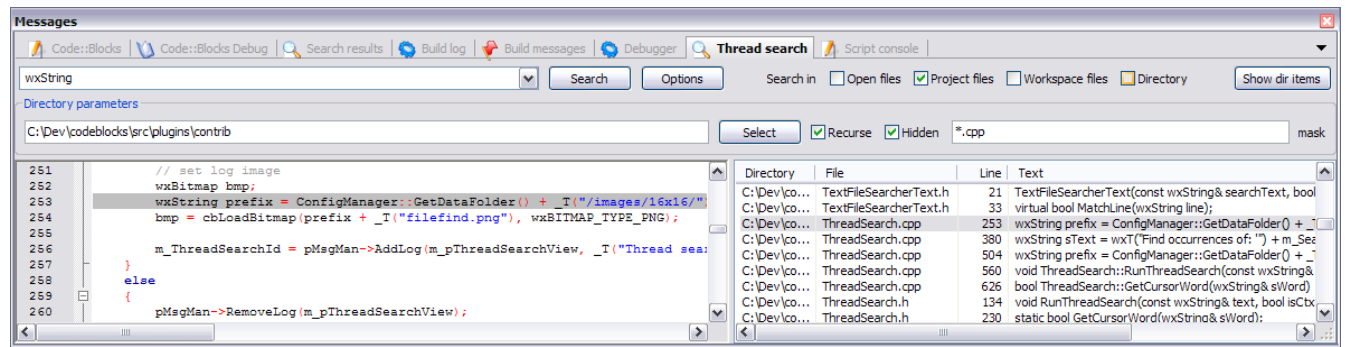 Messages
Code::Blocks Code::Blocks Debug Search results Build log Build messages Debugger Thread search Script console
wxString Search Options Search in Open files Project files Workspace files Directory Show dir items
Directory parameters
C:\Dev\codeblocks\src\plugins\contrib Select Recurse Hidden *.cpp mask
251 // set log image
252 wxBitmap bmp;
253 wxString prefix = ConfigManager::GetDataFolder() + _T("/images/16x16/")
254 bmp = cbLoadBitmap(prefix + _T("filefind.png"), wxBITMAP_TYPE_PNG);
255
256 m_ThreadSearchId = pMsgMan->AddLog(m_pThreadSearchView, _T("Thread sea
257 }
258 else
259 {
260 pMsgMan->RemoveLog(m_pThreadSearchView);
Directory File Line Text
C:\Dev\co... TextFileSearcherText.h 21 TextFileSearcherText(const wxString& searchText, bool
C:\Dev\co... TextFileSearcherText.h 33 virtual bool MatchLine(wxString line);
C:\Dev\co... ThreadSearch.cpp 253 wxString prefix = ConfigManager::GetDataFolder() + _T
C:\Dev\co... ThreadSearch.cpp 380 wxString sText = wxT("Find occurrences of: '") + m_Sea
C:\Dev\co... ThreadSearch.cpp 504 wxString prefix = ConfigManager::GetDataFolder() + _T
C:\Dev\co... ThreadSearch.cpp 560 void ThreadSearch::RunThreadSearch(const wxString&
C:\Dev\co... ThreadSearch.cpp 626 bool ThreadSearch::GetCursorWord(wxString& sWord)
C:\Dev\co... ThreadSearch.h 134 void RunThreadSearch(const wxString& text, bool isCtx
C:\Dev\co... ThreadSearch.h 230 static bool GetCursorWord(wxString& sWord);